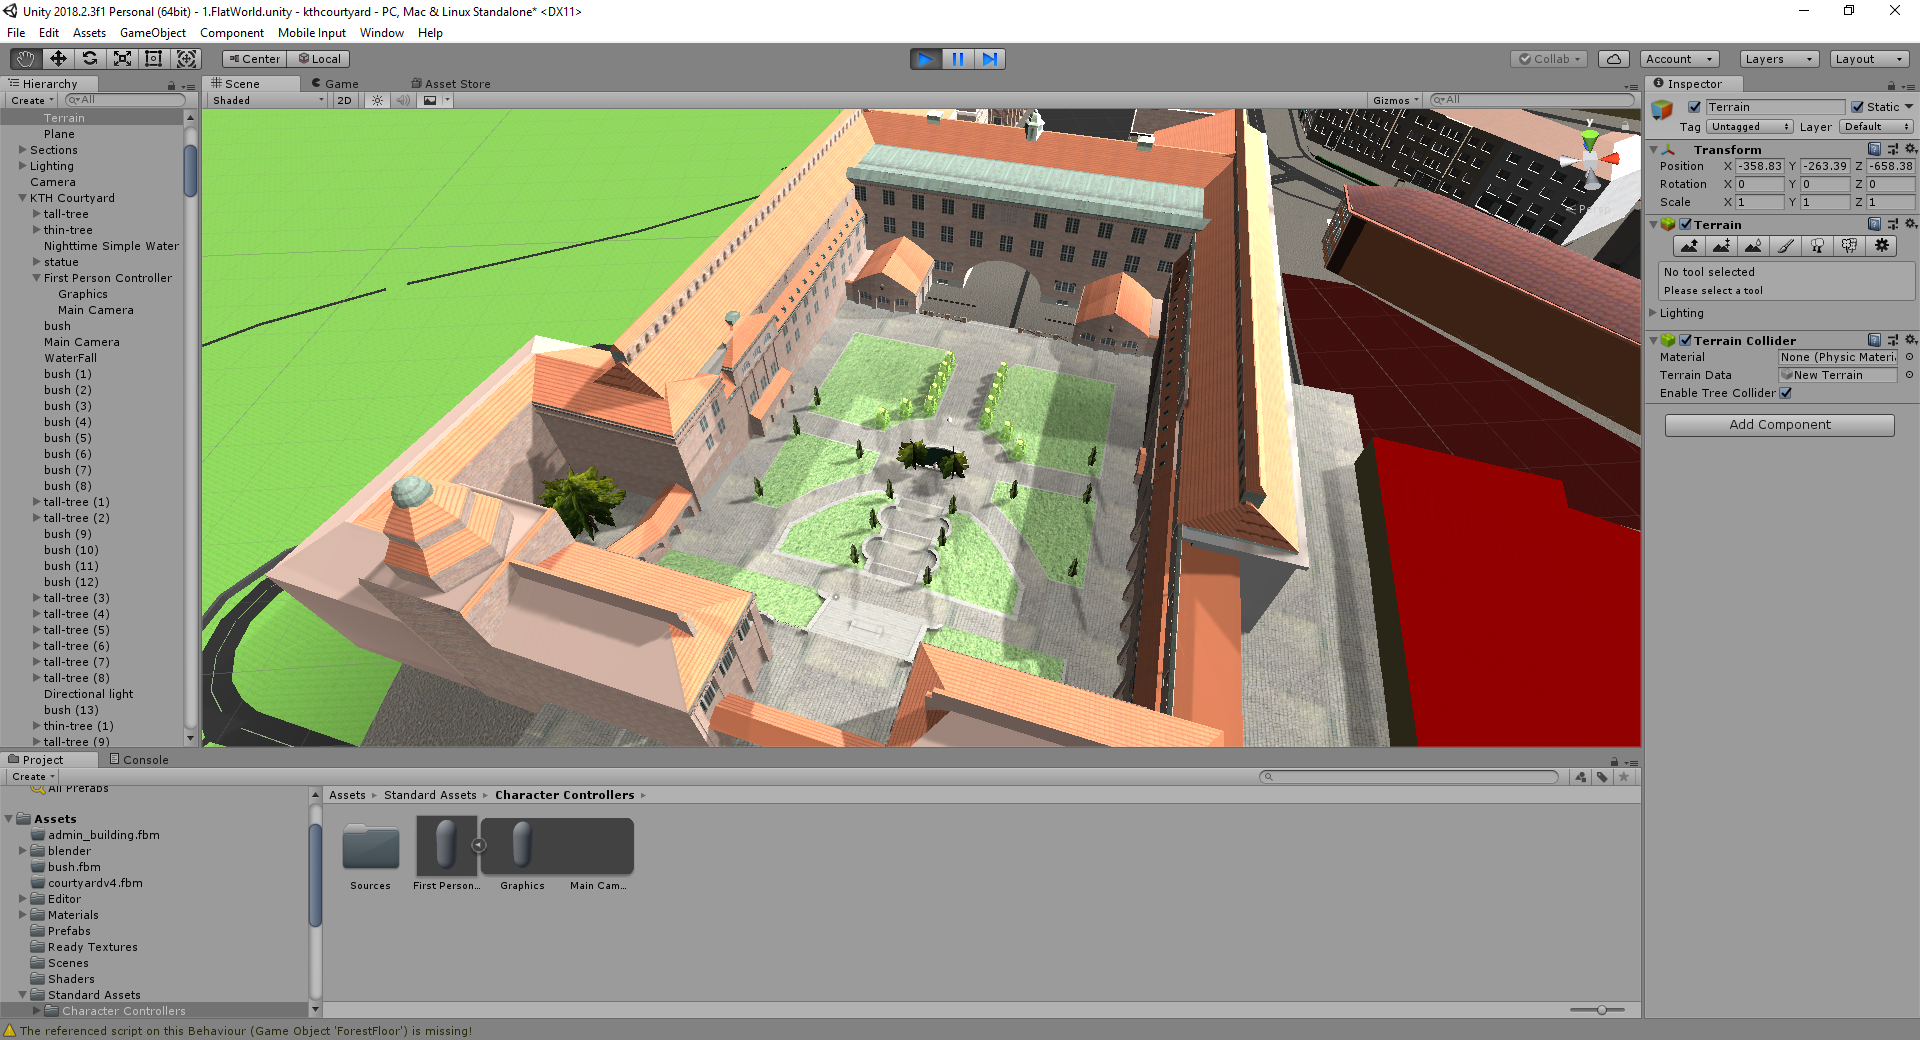 Unity 2018.2.3f1 Personal (64bit) - 1.FlatWorld.unity - kthcourtyard - PC, Mac & Linux Standalone* <DX11>
File Edit Assets GameObject Component Mobile Input Window Help
Center Local Collab Account Layers Layout
Hierarchy
Create All
Terrain
Plane
Sections
Lighting
Camera
KTH Courtyard
tall-tree
thin-tree
Nighttime Simple Water
statue
First Person Controller
Graphics
Main Camera
bush
Main Camera
WaterFall
bush (1)
bush (2)
bush (3)
bush (4)
bush (5)
bush (6)
bush (7)
bush (8)
tall-tree (1)
tall-tree (2)
bush (9)
bush (10)
bush (11)
bush (12)
tall-tree (3)
tall-tree (4)
tall-tree (5)
tall-tree (6)
tall-tree (7)
tall-tree (8)
Directional light
bush (13)
thin-tree (1)
tall-tree (9)
Scene Game Asset Store
Shaded 2D Gizmos All
y
Persp
Inspector
Terrain Static
Tag Untagged Layer Default
Transform
Position X -358.83 Y -263.39 Z -658.38
Rotation X 0 Y 0 Z 0
Scale X 1 Y 1 Z 1
Terrain
No tool selected
Please select a tool
Lighting
Terrain Collider
Material None (Physic Materi
Terrain Data New Terrain
Enable Tree Collider
Add Component
Project Console
Create
All Prefabs
Assets
admin_building.fbm
blender
bush.fbm
courtyardv4.fbm
Editor
Materials
Prefabs
Ready Textures
Scenes
Shaders
Standard Assets
Character Controllers
Assets Standard Assets Character Controllers
Sources First Person... Graphics Main Cam...
The referenced script on this Behaviour (Game Object 'ForestFloor') is missing!